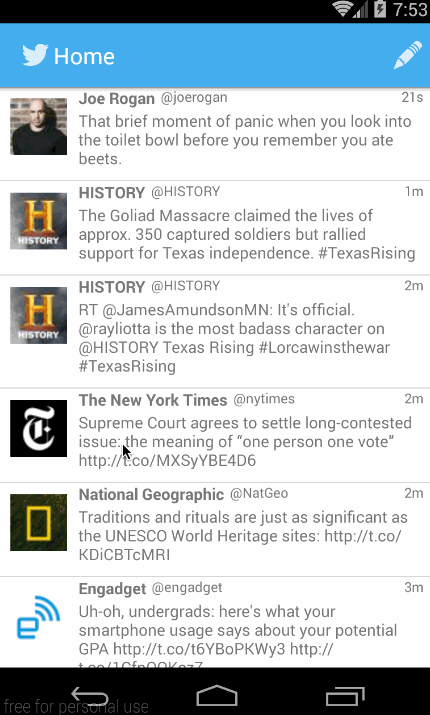 7:53
Home
Joe Rogan @joerogan 21s
That brief moment of panic when you look into
the toilet bowl before you remember you ate
beets.
HISTORY @HISTORY 1m
The Goliad Massacre claimed the lives of
approx. 350 captured soldiers but rallied
support for Texas independence. #TexasRising
H
HISTORY
HISTORY @HISTORY 2m
RT @JamesAmundsonMN: It's official.
@rayliotta is the most badass character on
@HISTORY Texas Rising #Lorcawinsthewar
#TexasRising
H
HISTORY
The New York Times @nytimes 2m
Supreme Court agrees to settle long-contested
issue: the meaning of “one person one vote”
http://t.co/MXSyYBE4D6
T
National Geographic @NatGeo 2m
Traditions and rituals are just as significant as
the UNESCO World Heritage sites: http://t.co/
KDiCBTcMRI
Engadget @engadget 3m
Uh-oh, undergrads: here's what your
smartphone usage says about your potential
GPA http://t.co/t6YBoPKWy3 http://
e
free for personal use